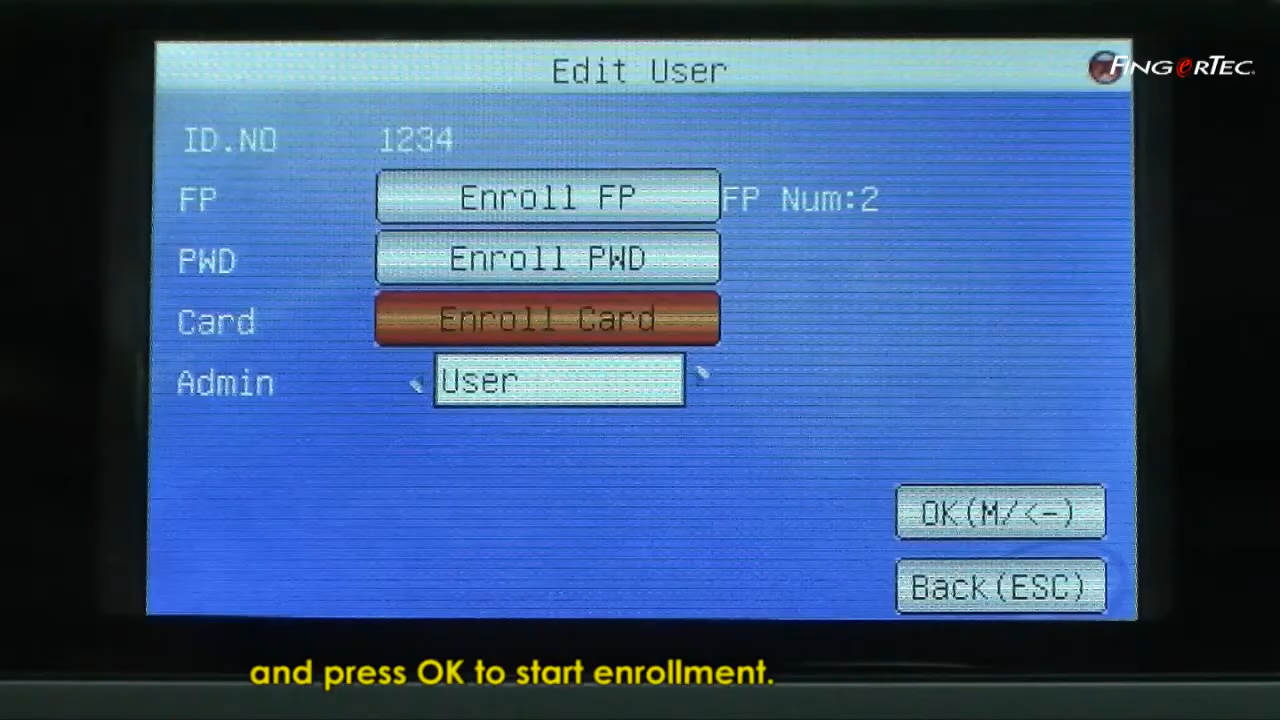 Edit User
FINGERTEC
ID.NO 1234
FP Enroll FP FP Num:2
PWD Enroll PWD
Card Enroll Card
Admin User
OK(M/<-)
Back(ESC)
and press OK to start enrollment.